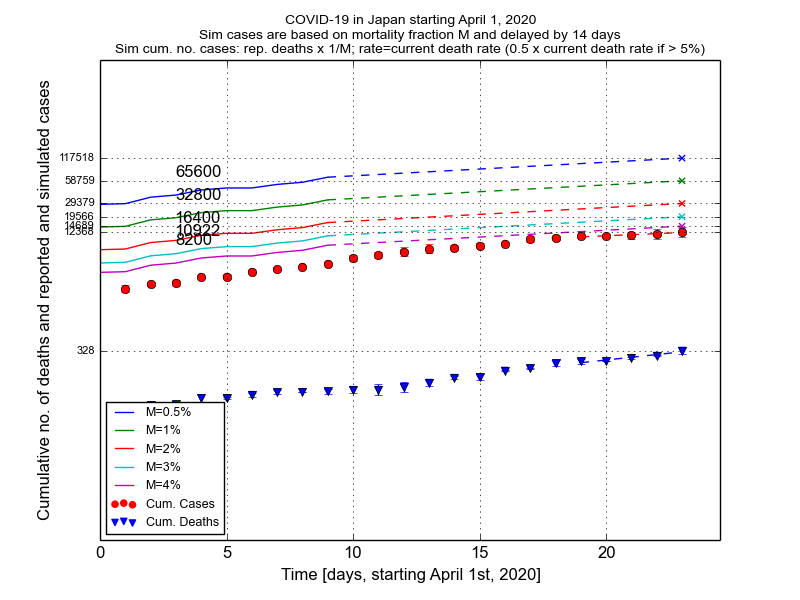 COVID-19 in Japan starting April 1, 2020
Sim cases are based on mortality fraction M and delayed by 14 days
Sim cum. no. cases: rep. deaths x 1/M; rate=current death rate (0.5 x current death rate if > 5%)
Cumulative no. of deaths and reported and simulated cases
117518
58759
29379
19566
14689
12368
328
65600
32800
16400
10922
8200
M=0.5%
M=1%
M=2%
M=3%
M=4%
Cum. Cases
Cum. Deaths
0 5 10 15 20
Time [days, starting April 1st, 2020]